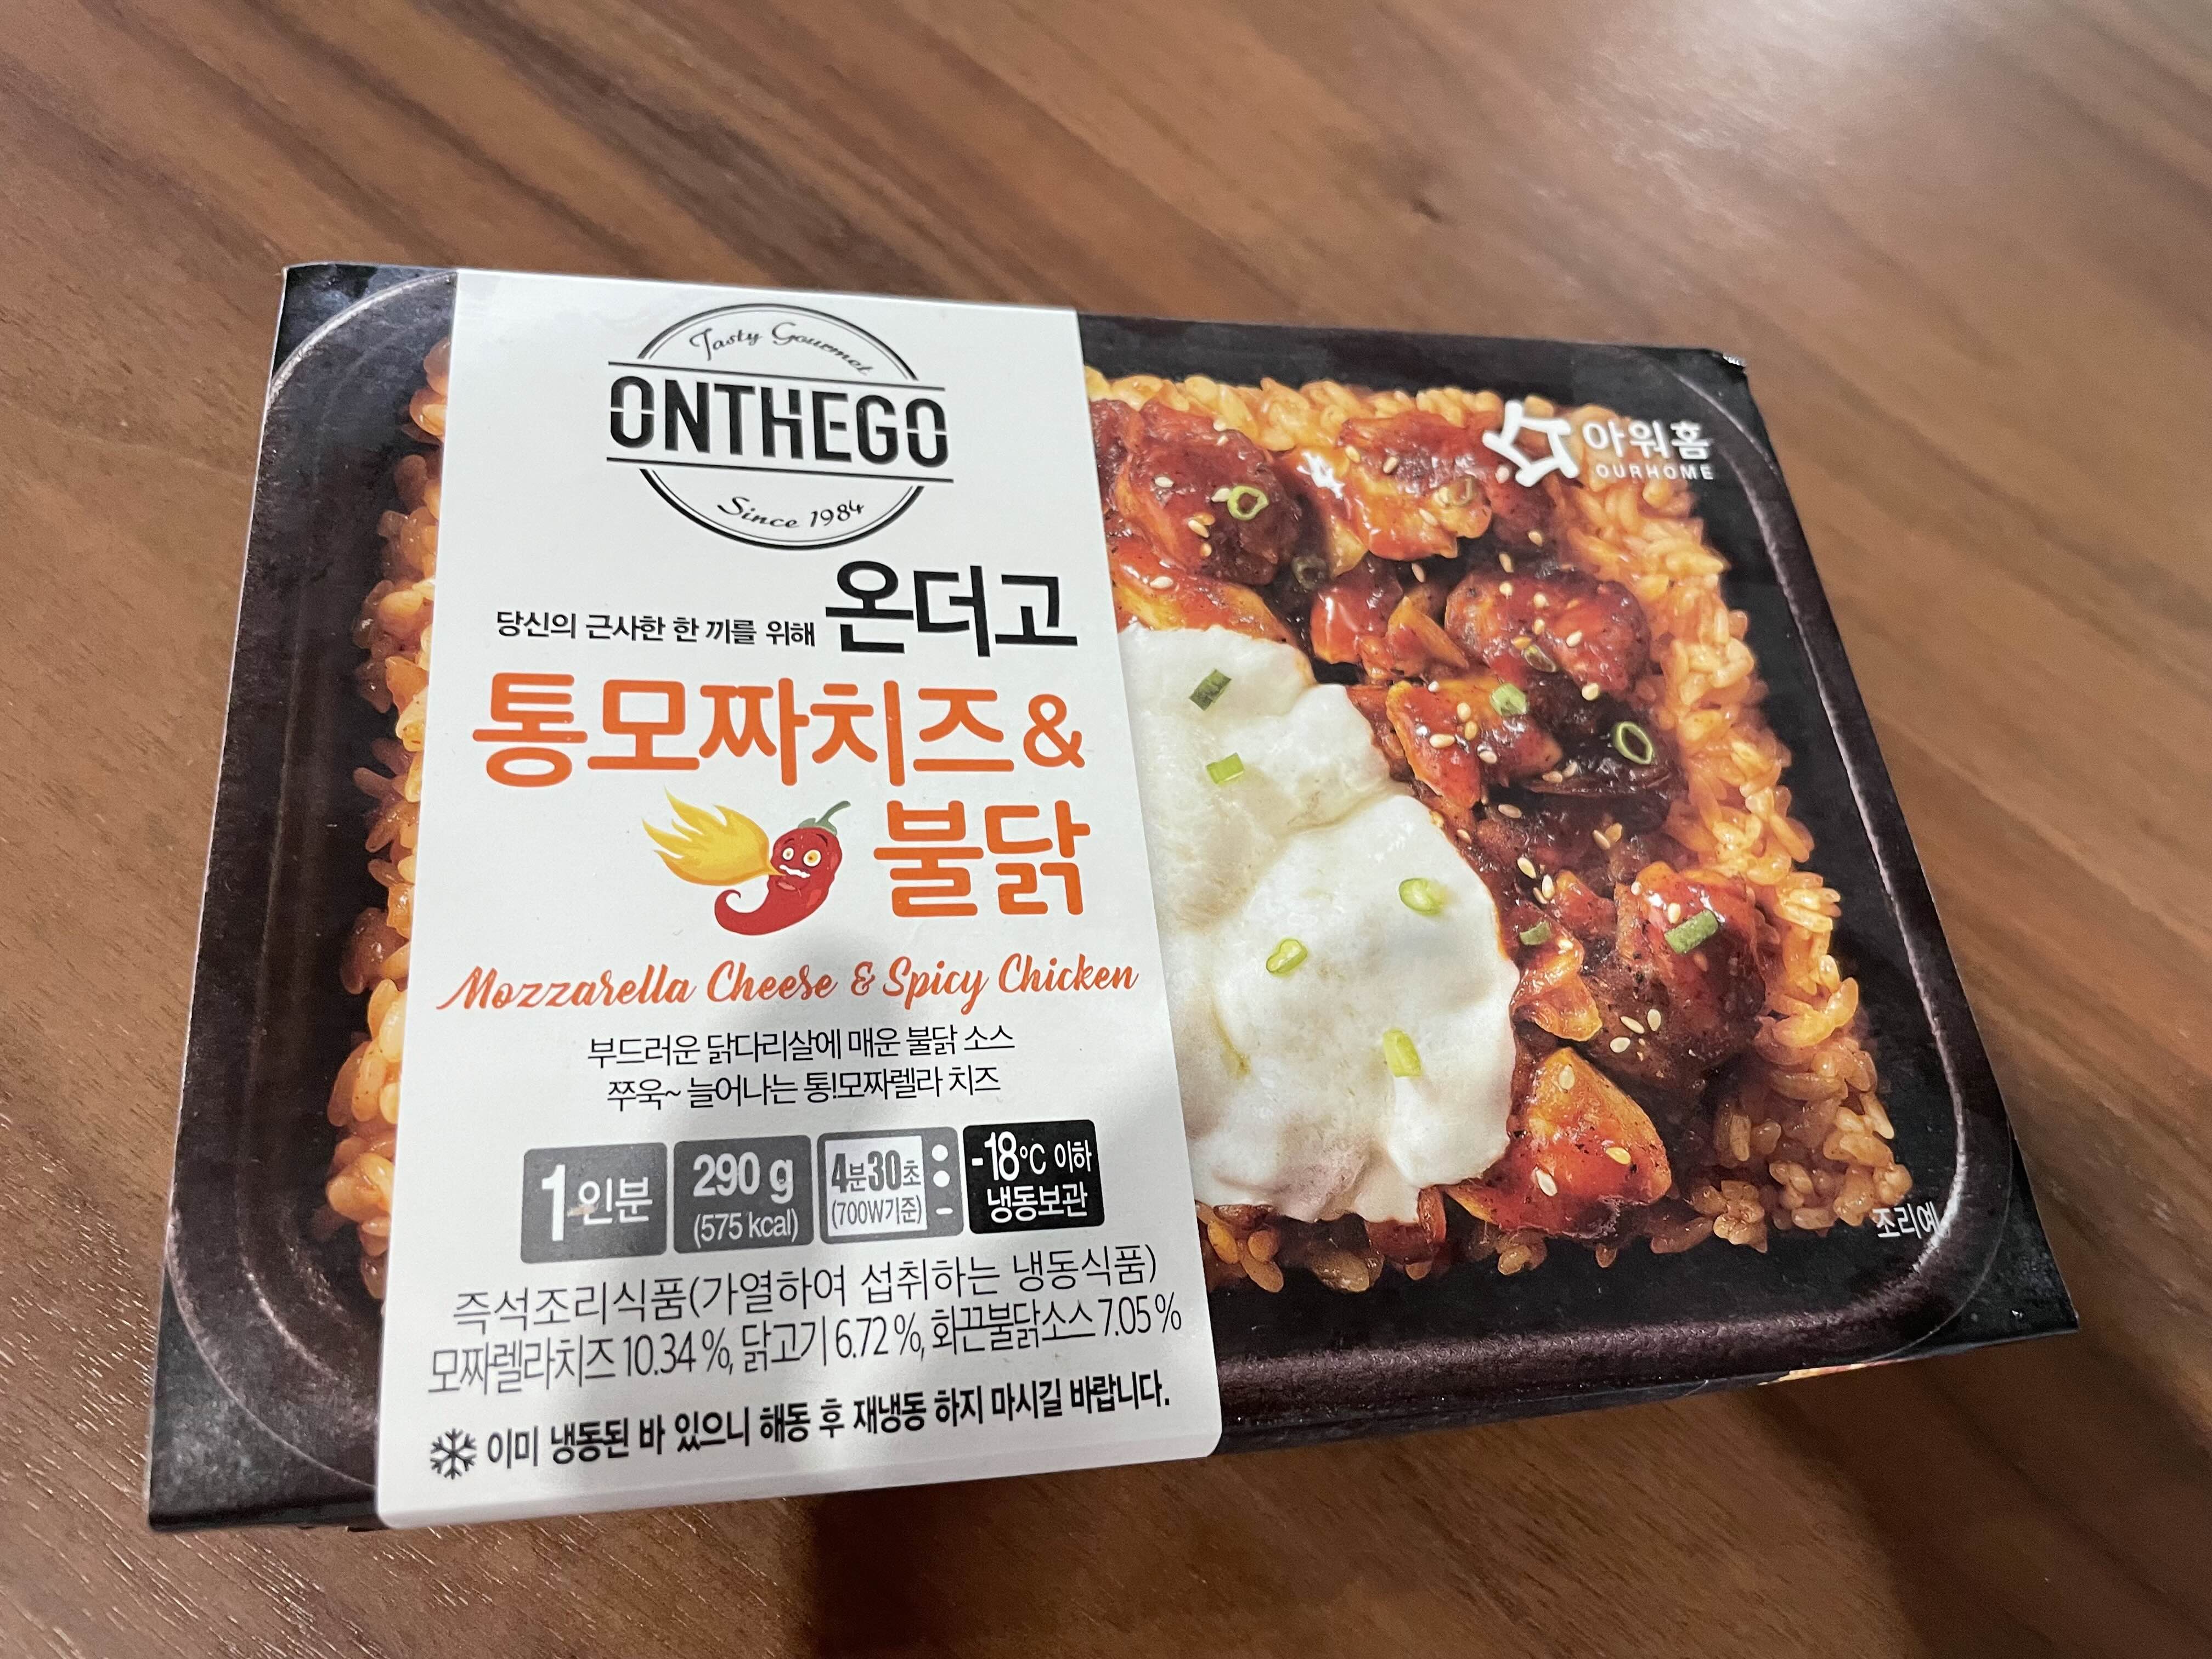 Tasty Gourmet
ONTHEGO
Since 1984
당신의 근사한 한 끼를 위해 온더고
통모짜치즈&
불닭
Mozzarella Cheese & Spicy Chicken
부드러운 닭다리살에 매운 불닭 소스
쭈욱~ 늘어나는 통!모짜렐라 치즈
1인분
290 g
(575 kcal)
4분30초
(700W기준)
-18℃ 이하
냉동보관
즉석조리식품(가열하여 섭취하는 냉동식품)
모짜렐라치즈 10.34 %, 닭고기 6.72 %, 화끈불닭소스 7.05 %
이미 냉동된 바 있으니 해동 후 재냉동 하지 마시길 바랍니다.
아워홈
OURHOME
조리예